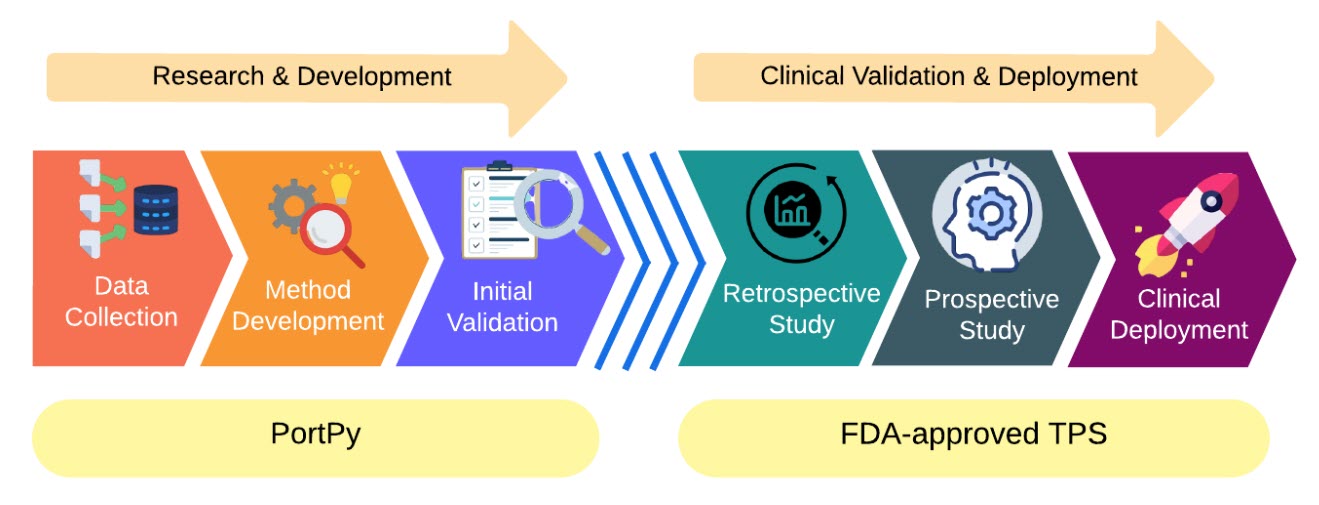 Research & Development
Clinical Validation & Deployment
Data
Collection
Method
Development
Initial
Validation
Retrospective
Study
Prospective
Study
Clinical
Deployment
PortPy
FDA-approved TPS